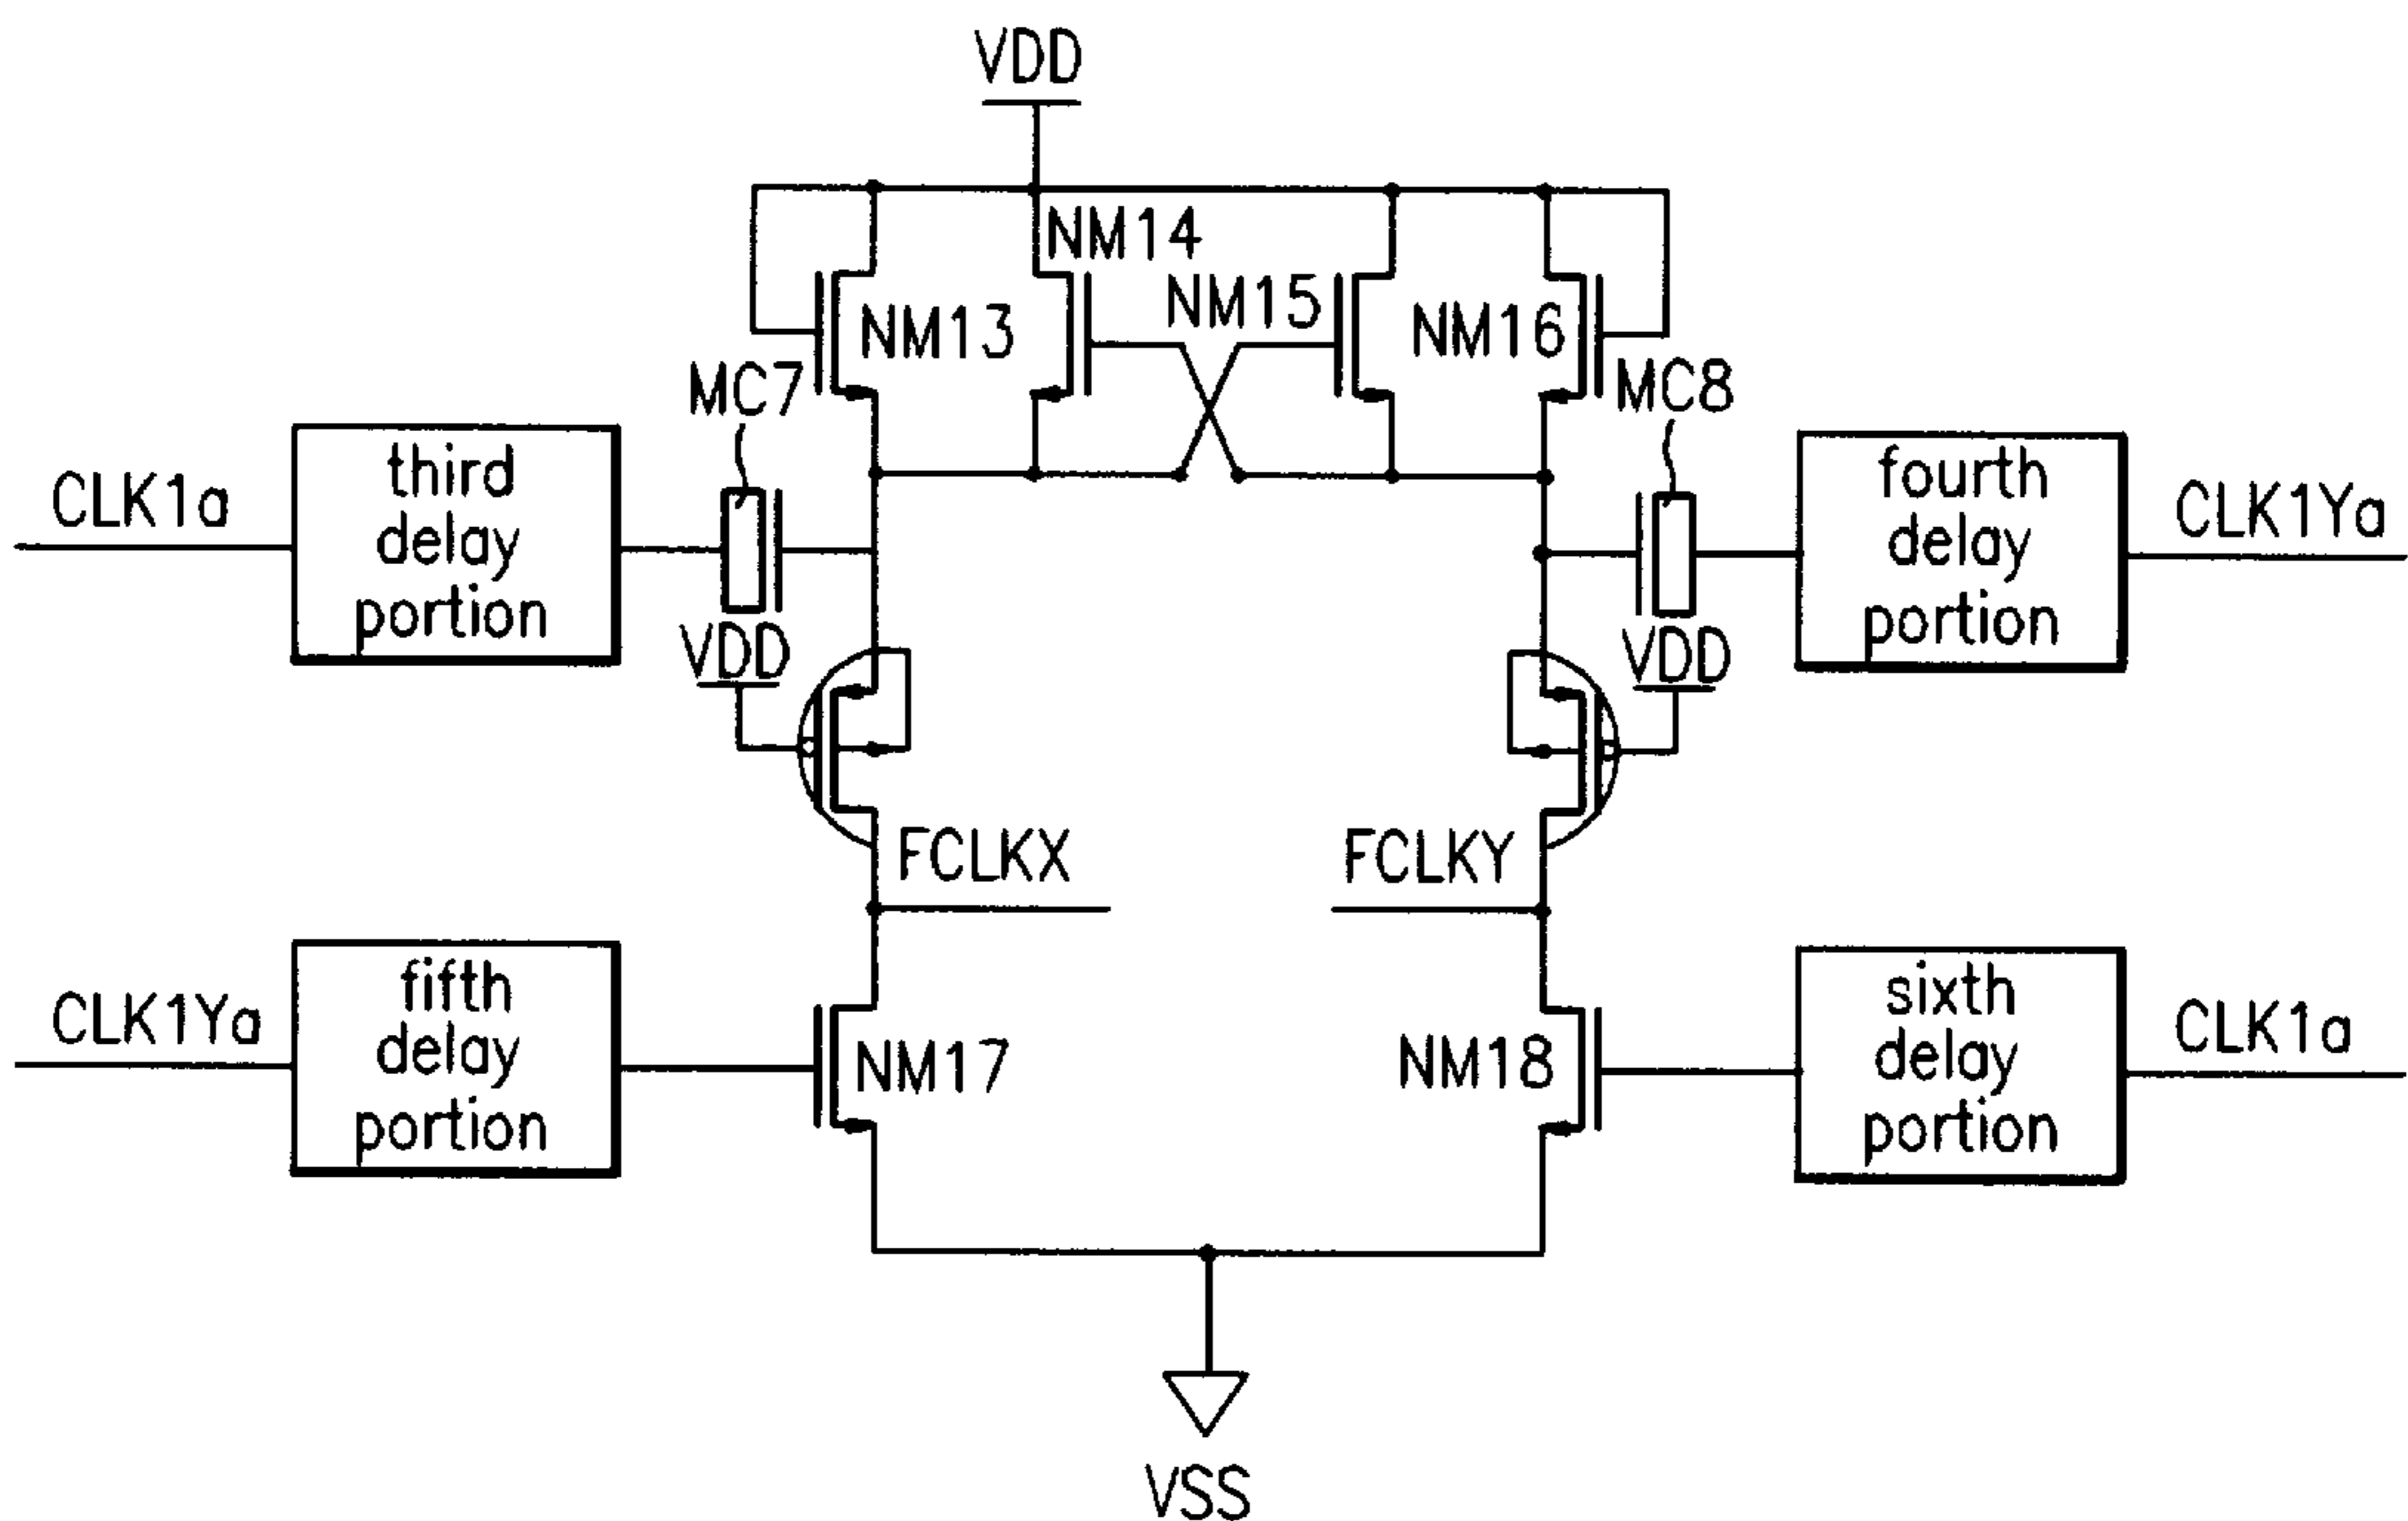 VDD
NM14
NM13
NM15
NM16
MC7
MC8
CLK1a
third
delay
portion
fourth
delay
portion
CLK1Ya
VDD
VDD
FCLKX
FCLKY
CLK1Ya
fifth
delay
portion
NM17
NM18
sixth
delay
portion
CLK1a
VSS